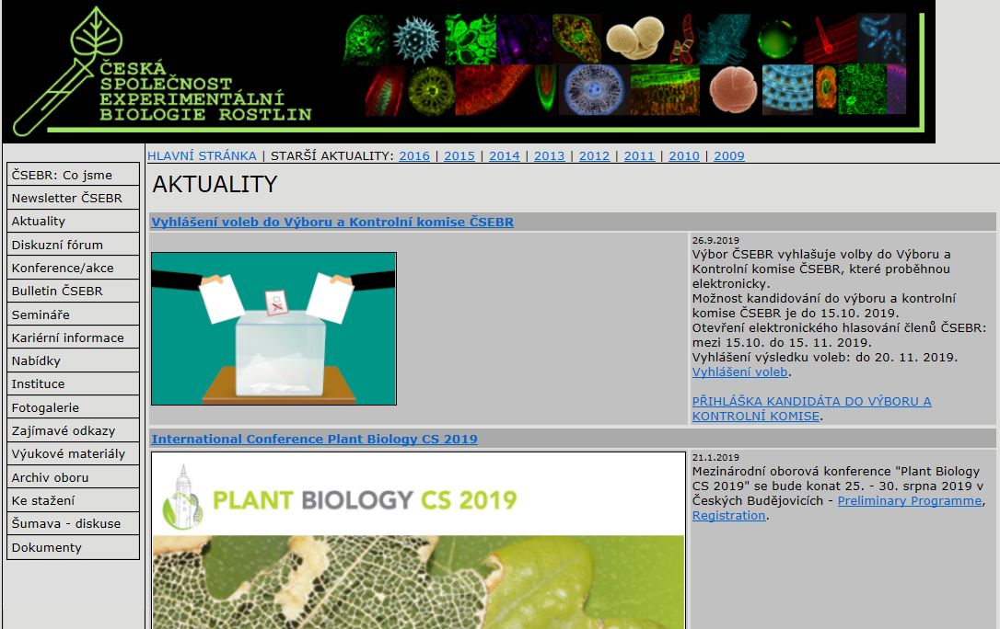 ČESKÁ
SPOLEČNOST
EXPERIMENTÁLNÍ
BIOLOGIE ROSTLIN
HLAVNÍ STRÁNKA | STARŠÍ AKTUALITY: 2016 | 2015 | 2014 | 2013 | 2012 | 2011 | 2010 | 2009
ČSEBR: Co jsme
Newsletter ČSEBR
Aktuality
Diskuzní fórum
Konference/akce
Bulletin ČSEBR
Semináře
Kariérní informace
Nabídky
Instituce
Fotogalerie
Zajímavé odkazy
Výukové materiály
Archiv oboru
Ke stažení
Šumava - diskuse
Dokumenty
AKTUALITY
Vyhlášení voleb do Výboru a Kontrolní komise ČSEBR
26.9.2019
Výbor ČSEBR vyhlašuje volby do Výboru a
Kontrolní komise ČSEBR, které proběhnou
elektronicky.
Možnost kandidování do výboru a kontrolní
komise ČSEBR je do 15.10. 2019.
Otevření elektronického hlasování členů ČSEBR:
mezi 15.10. do 15. 11. 2019.
Vyhlášení výsledku voleb: do 20. 11. 2019.
Vyhlášení voleb.
PŘIHLÁŠKA KANDIDÁTA DO VÝBORU A
KONTROLNÍ KOMISE.
International Conference Plant Biology CS 2019
PLANT BIOLOGY CS 2019
21.1.2019
Mezinárodní oborová konference "Plant Biology
CS 2019" se bude konat 25. - 30. srpna 2019 v
Českých Budějovicích - Preliminary Programme,
Registration.